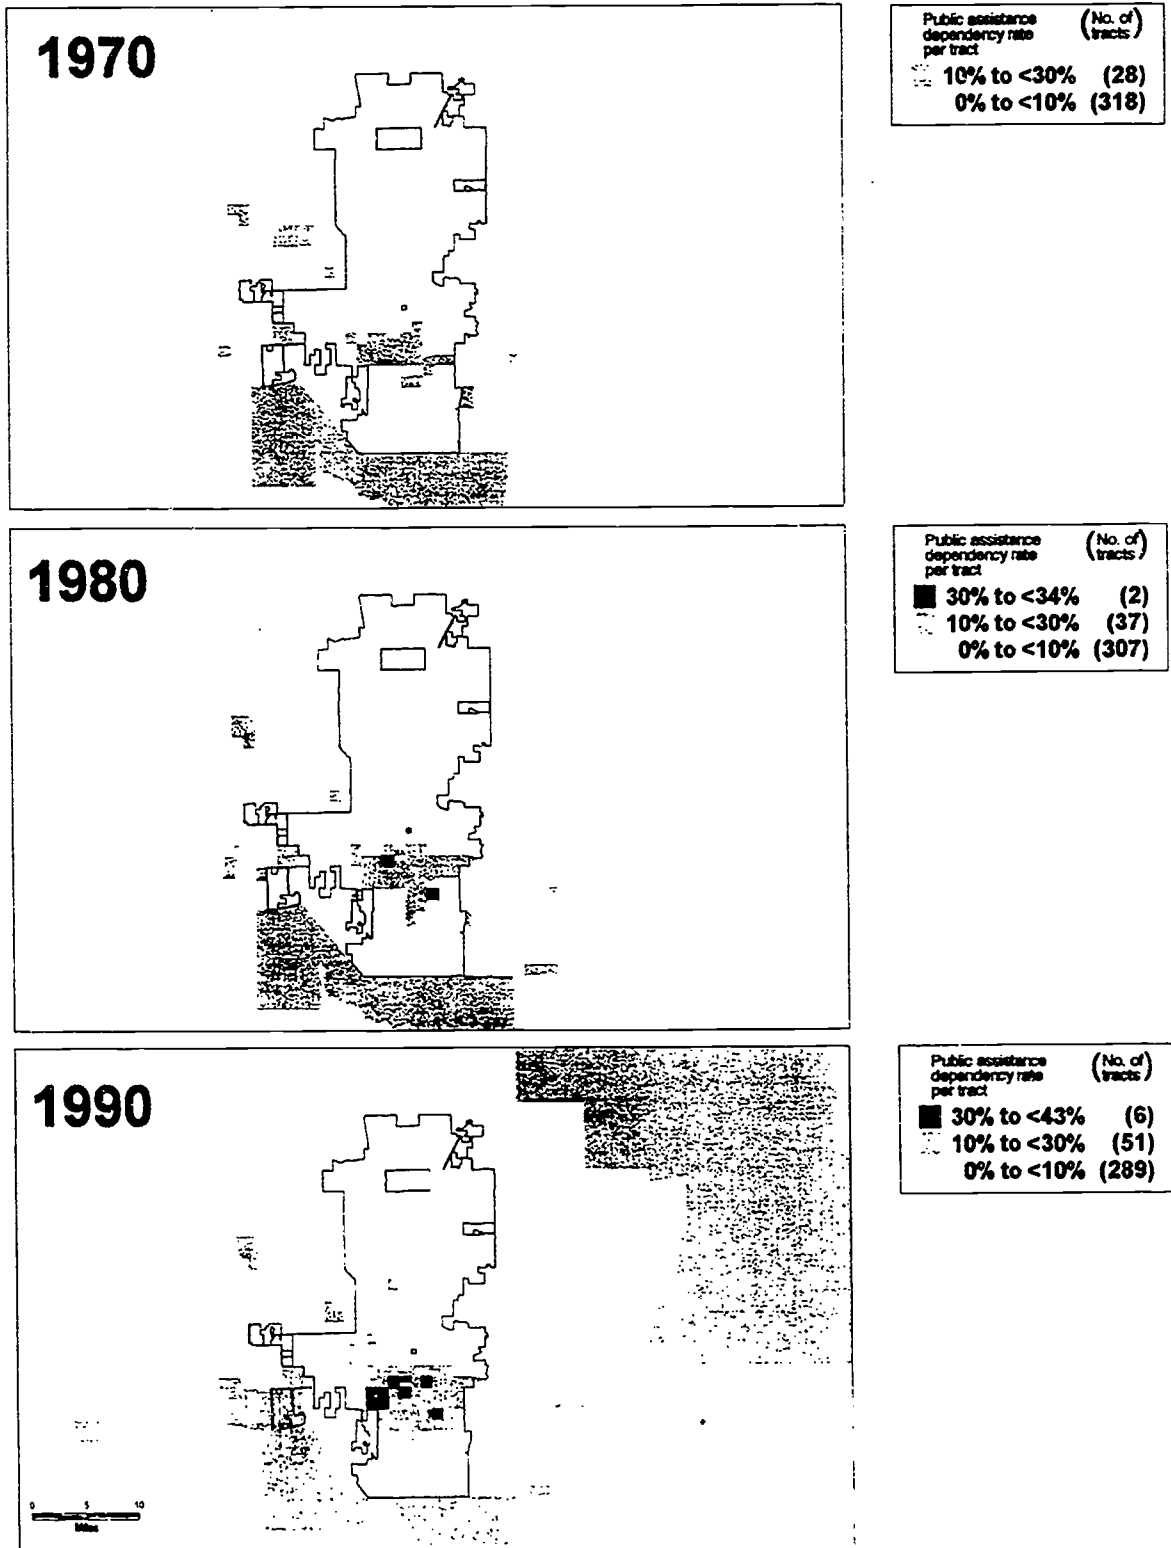 1970
Public assistance (No. of
dependency rate tracts)
per tract
10% to <30% (28)
0% to <10% (318)
1980
Public assistance (No. of
dependency rate tracts)
per tract
30% to <34% (2)
10% to <30% (37)
0% to <10% (307)
1990
Public assistance (No. of
dependency rate tracts)
per tract
30% to <43% (6)
10% to <30% (51)
0% to <10% (289)
0 5 10
Miles